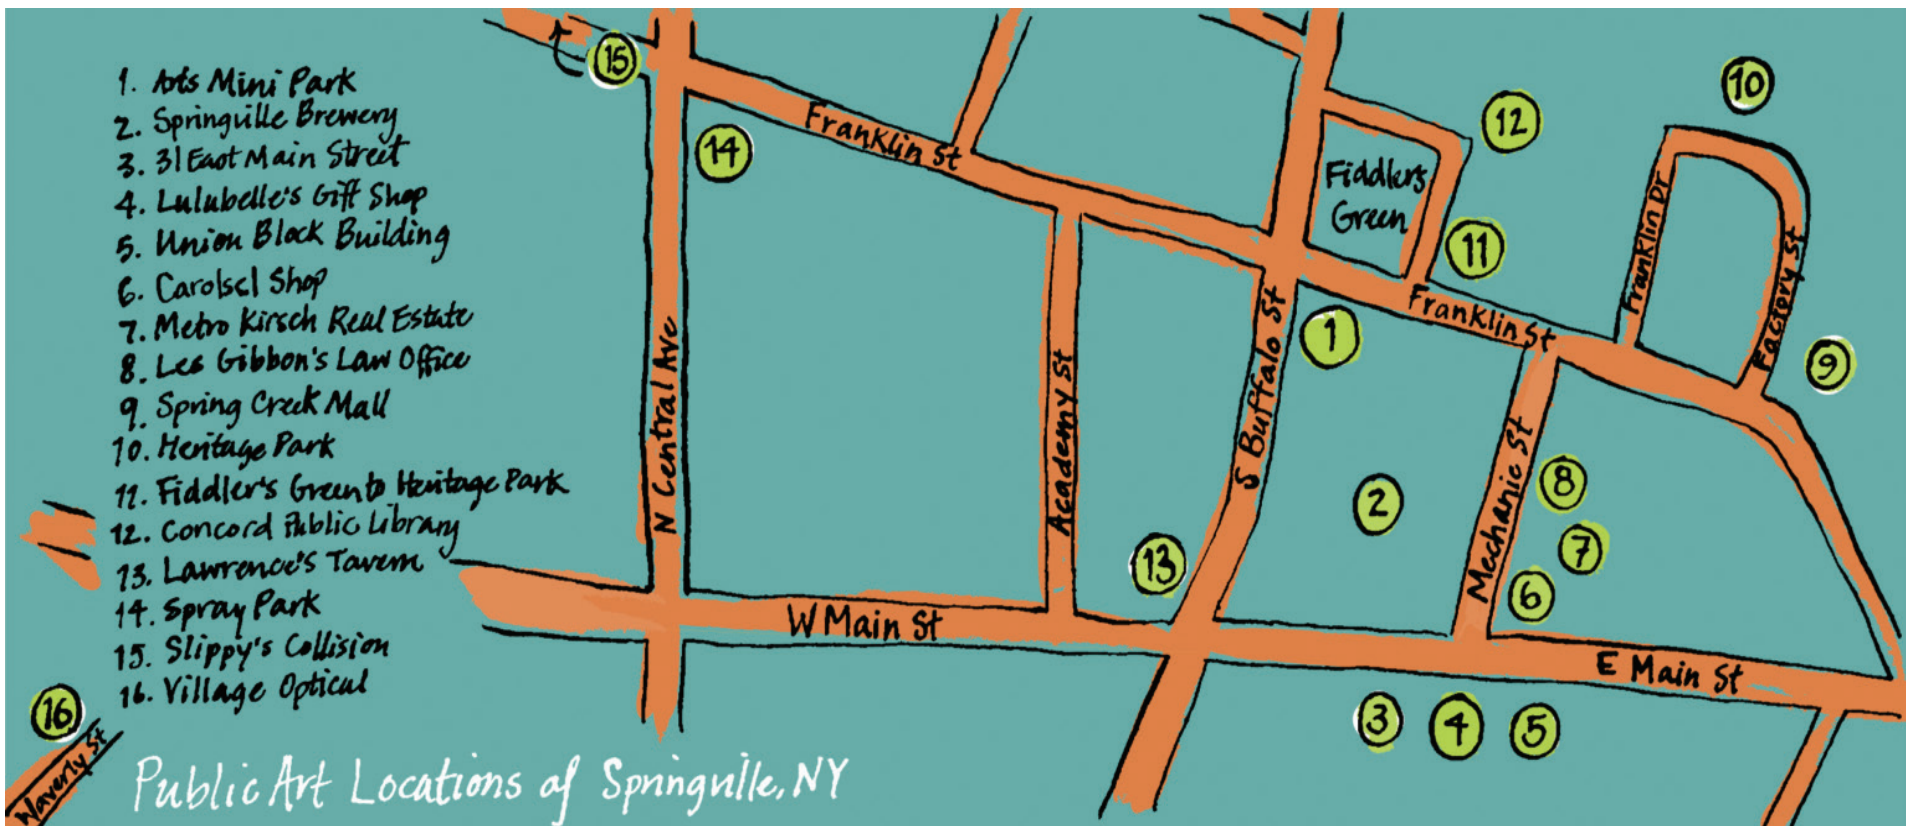 1. Arts Mini Park
2. Springville Brewery
3. 31 East Main Street
4. Lulubelle's Gift Shop
5. Union Block Building
6. Carolsel Shop
7. Metro Kirsch Real Estate
8. Les Gibbon's Law Office
9. Spring Creek Mall
10. Heritage Park
11. Fiddler's Green to Heritage Park
12. Concord Public Library
13. Lawrence's Tavern
14. Spray Park
15. Slippy's Collision
16. Village Optical
15
14
Franklin St
N Central Ave
Academy St
S Buffalo St
Fiddlers
Green
12
11
10
Franklin Dr
Factory St
9
1
Franklin St
2
Mechanic St
8
7
6
13
W Main St
E Main St
3
4
5
16
Waverly St
Public Art Locations of Springville, NY